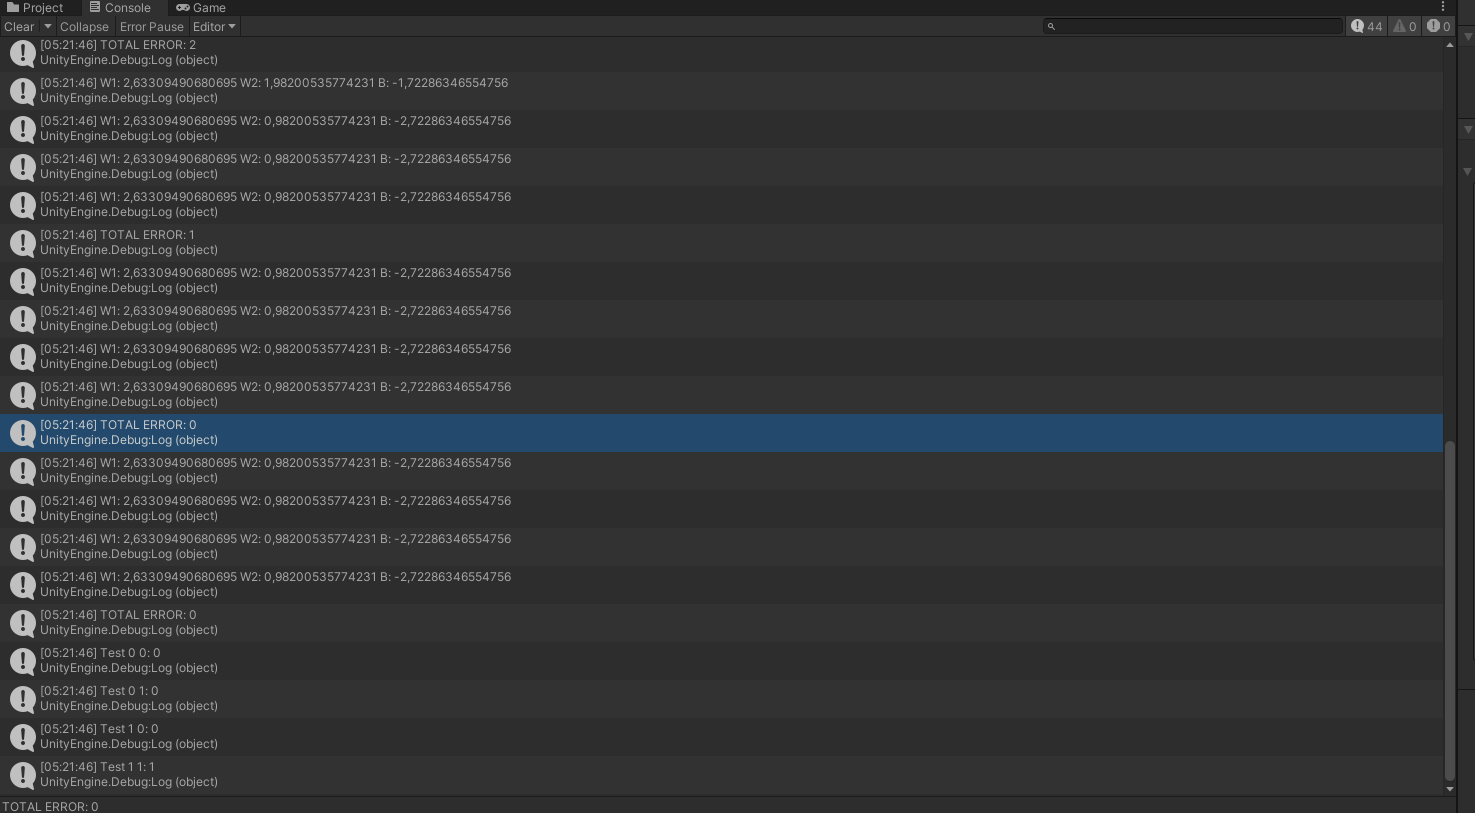 Project Console Game
Clear Collapse Error Pause Editor 44 0 0
[05:21:46] TOTAL ERROR: 2
UnityEngine.Debug:Log (object)
[05:21:46] W1: 2,63309490680695 W2: 1,98200535774231 B: -1,72286346554756
UnityEngine.Debug:Log (object)
[05:21:46] W1: 2,63309490680695 W2: 0,98200535774231 B: -2,72286346554756
UnityEngine.Debug:Log (object)
[05:21:46] W1: 2,63309490680695 W2: 0,98200535774231 B: -2,72286346554756
UnityEngine.Debug:Log (object)
[05:21:46] W1: 2,63309490680695 W2: 0,98200535774231 B: -2,72286346554756
UnityEngine.Debug:Log (object)
[05:21:46] TOTAL ERROR: 1
UnityEngine.Debug:Log (object)
[05:21:46] W1: 2,63309490680695 W2: 0,98200535774231 B: -2,72286346554756
UnityEngine.Debug:Log (object)
[05:21:46] W1: 2,63309490680695 W2: 0,98200535774231 B: -2,72286346554756
UnityEngine.Debug:Log (object)
[05:21:46] W1: 2,63309490680695 W2: 0,98200535774231 B: -2,72286346554756
UnityEngine.Debug:Log (object)
[05:21:46] W1: 2,63309490680695 W2: 0,98200535774231 B: -2,72286346554756
UnityEngine.Debug:Log (object)
[05:21:46] TOTAL ERROR: 0
UnityEngine.Debug:Log (object)
[05:21:46] W1: 2,63309490680695 W2: 0,98200535774231 B: -2,72286346554756
UnityEngine.Debug:Log (object)
[05:21:46] W1: 2,63309490680695 W2: 0,98200535774231 B: -2,72286346554756
UnityEngine.Debug:Log (object)
[05:21:46] W1: 2,63309490680695 W2: 0,98200535774231 B: -2,72286346554756
UnityEngine.Debug:Log (object)
[05:21:46] W1: 2,63309490680695 W2: 0,98200535774231 B: -2,72286346554756
UnityEngine.Debug:Log (object)
[05:21:46] TOTAL ERROR: 0
UnityEngine.Debug:Log (object)
[05:21:46] Test 0 0: 0
UnityEngine.Debug:Log (object)
[05:21:46] Test 0 1: 0
UnityEngine.Debug:Log (object)
[05:21:46] Test 1 0: 0
UnityEngine.Debug:Log (object)
[05:21:46] Test 1 1: 1
UnityEngine.Debug:Log (object)
TOTAL ERROR: 0